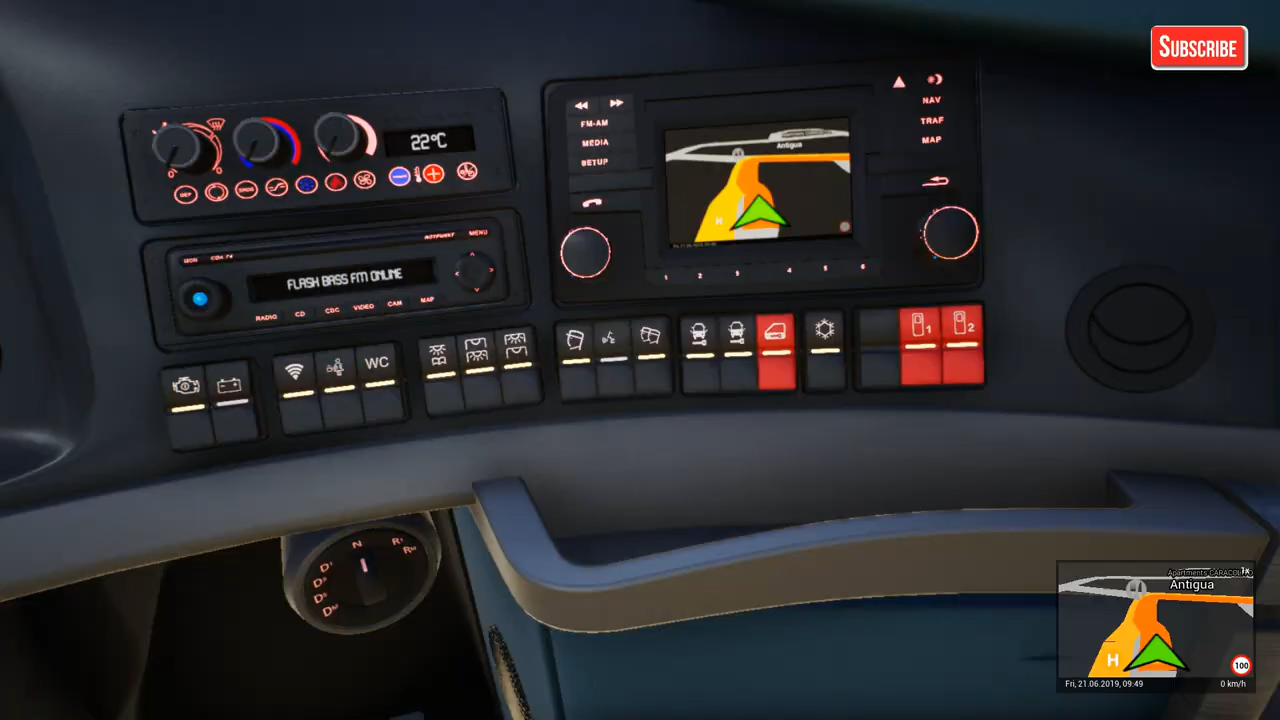 SUBSCRIBE
22°C
NAV
FM-AM
TRAF
MEDIA
MAP
SETUP
Antigua
H
1 2 3 4 5 6
MENU
FLASH BASS FM ONLINE
RADIO CD CDC VIDEO CAM MAP
WC
1
2
N
D
D
D
D
R
R
Apartments
1x
Antigua
H
100
Fri, 21.06.2019, 09:49
0 km/h